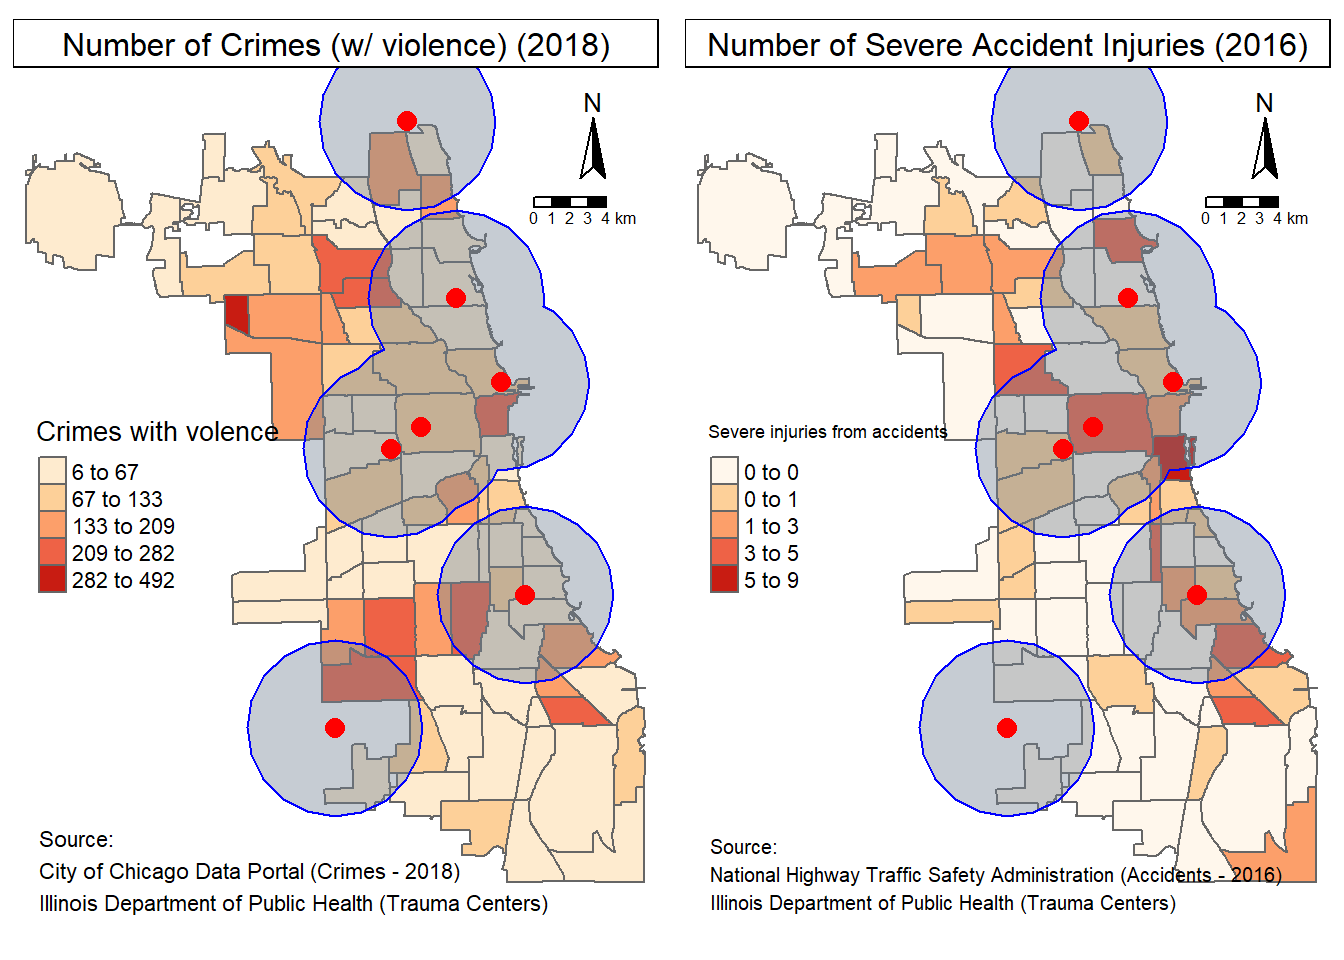 Number of Crimes (w/ violence) (2018)
N
0 1 2 3 4 km
Crimes with volence
6 to 67
67 to 133
133 to 209
209 to 282
282 to 492
Source:
City of Chicago Data Portal (Crimes - 2018)
Illinois Department of Public Health (Trauma Centers)
Number of Severe Accident Injuries (2016)
N
0 1 2 3 4 km
Severe injuries from accidents
0 to 0
0 to 1
1 to 3
3 to 5
5 to 9
Source:
National Highway Traffic Safety Administration (Accidents - 2016)
Illinois Department of Public Health (Trauma Centers)